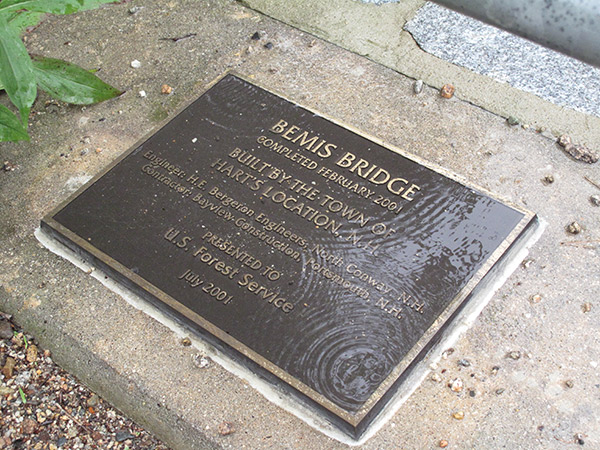 BEMIS BRIDGE
COMPLETED FEBRUARY 2001
BUILT BY THE TOWN OF
HART'S LOCATION, N.H.
Engineer, H.E. Bergeron Engineers, North Conway, N.H.
Contractor, Bayview Construction, Portsmouth, N.H.
PRESENTED TO
U.S. Forest Service
July 2001